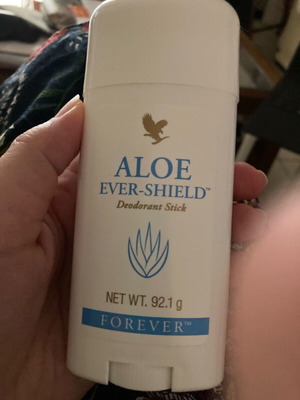 ALOE
EVER-SHIELD™
Deodorant Stick
NET WT. 92.1 g
FOREVER™